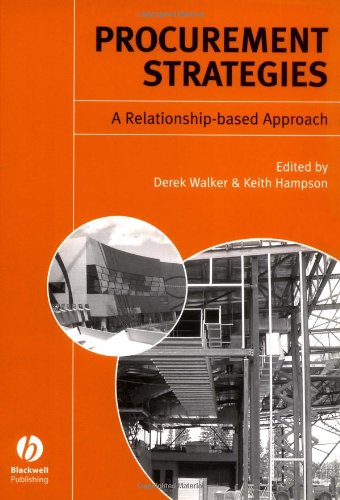 PROCUREMENT
STRATEGIES
A Relationship-based Approach
Edited by
Derek Walker & Keith Hampson
Blackwell
Publishing